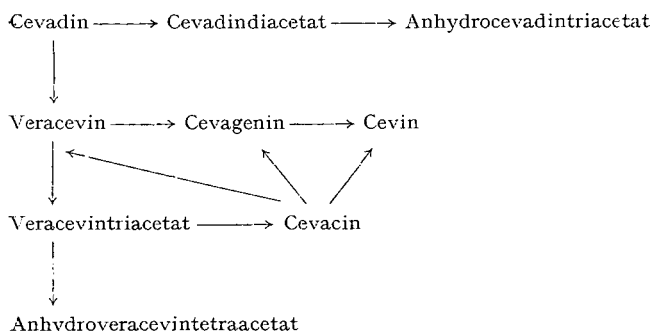 Cevadin Cevadindiacetat Anhydrocevadintriacetat
Veracevin Cevagenin Cevin
Veracevintriacetat Cevacin
Anhydroveracevintetraacetat